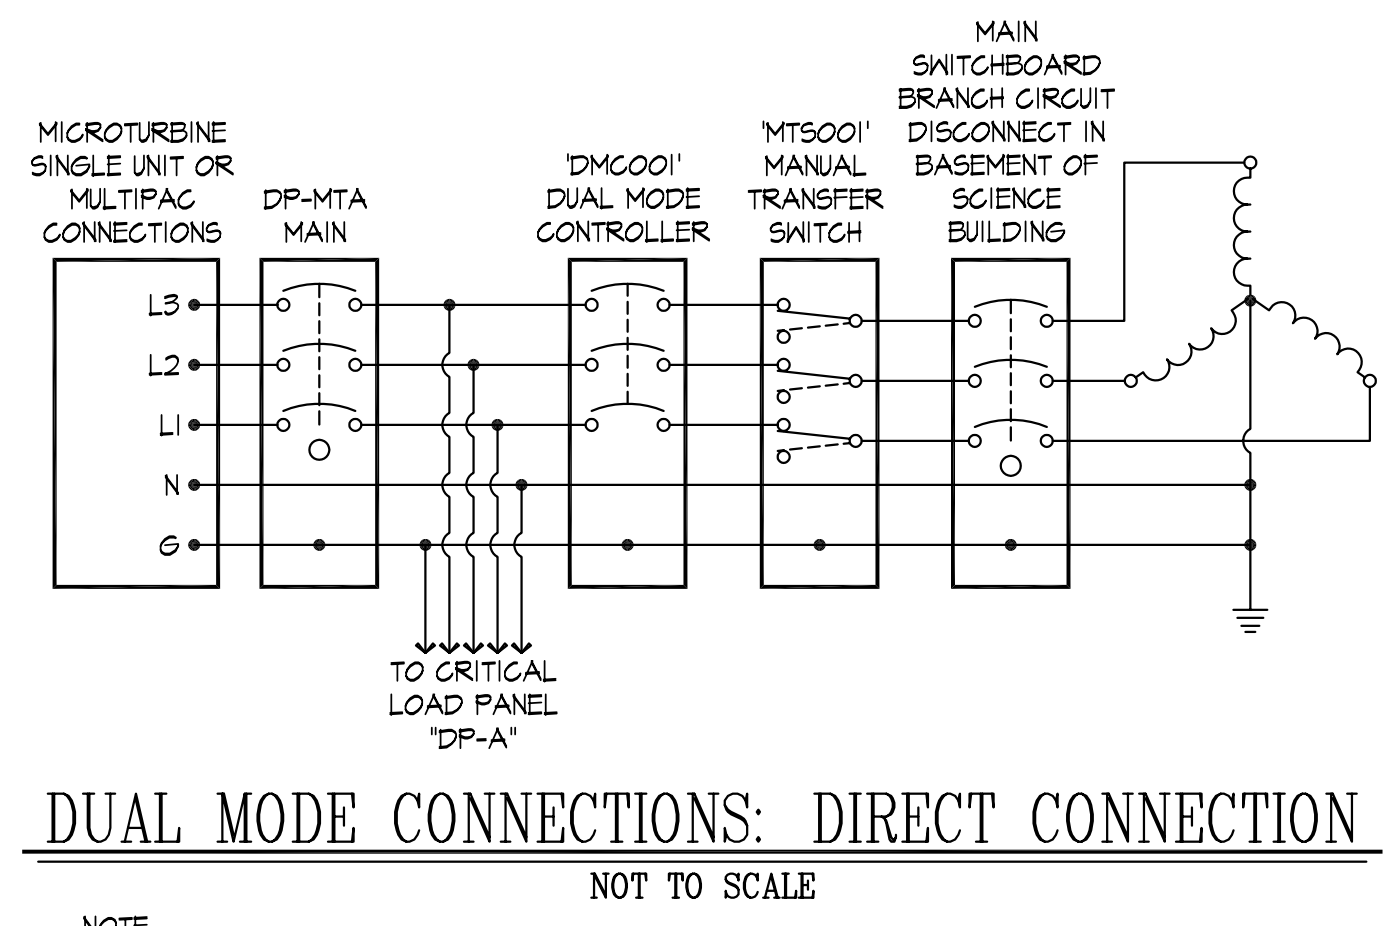 MICROTURBINE
SINGLE UNIT OR
MULTIPAC
CONNECTIONS
DP-MTA
MAIN
'DMC001'
DUAL MODE
CONTROLLER
'MTS001'
MANUAL
TRANSFER
SWITCH
MAIN
SWITCHBOARD
BRANCH CIRCUIT
DISCONNECT IN
BASEMENT OF
SCIENCE
BUILDING
L3
L2
L1
N
G
TO CRITICAL
LOAD PANEL
"DP-A"
DUAL MODE CONNECTIONS: DIRECT CONNECTION
NOT TO SCALE
NOTE